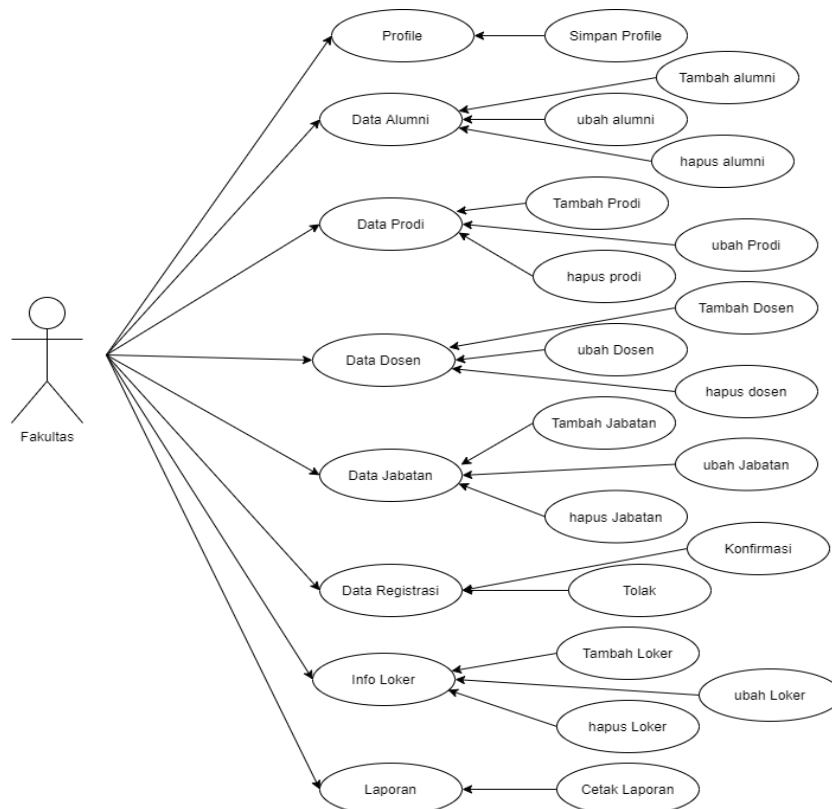 Profile
Simpan Profile
Tambah alumni
Data Alumni
ubah alumni
hapus alumni
Tambah Prodi
Data Prodi
ubah Prodi
hapus prodi
Tambah Dosen
Data Dosen
ubah Dosen
hapus dosen
Fakultas
Tambah Jabatan
Data Jabatan
ubah Jabatan
hapus Jabatan
Konfirmasi
Data Registrasi
Tolak
Tambah Loker
Info Loker
ubah Loker
hapus Loker
Laporan
Cetak Laporan